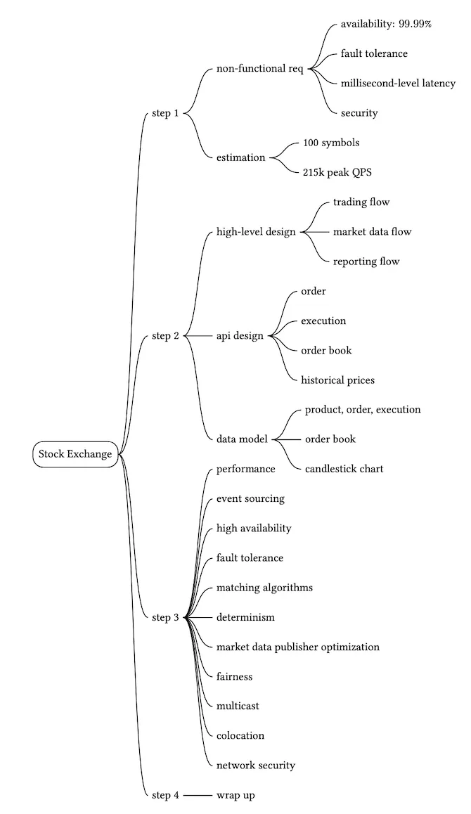 Stock Exchange
step 1
non-functional req
availability: 99.99%
fault tolerance
millisecond-level latency
security
estimation
100 symbols
215k peak QPS
step 2
high-level design
trading flow
market data flow
reporting flow
api design
order
execution
order book
historical prices
data model
product, order, execution
order book
candlestick chart
step 3
performance
event sourcing
high availability
fault tolerance
matching algorithms
determinism
market data publisher optimization
fairness
multicast
colocation
network security
step 4
wrap up